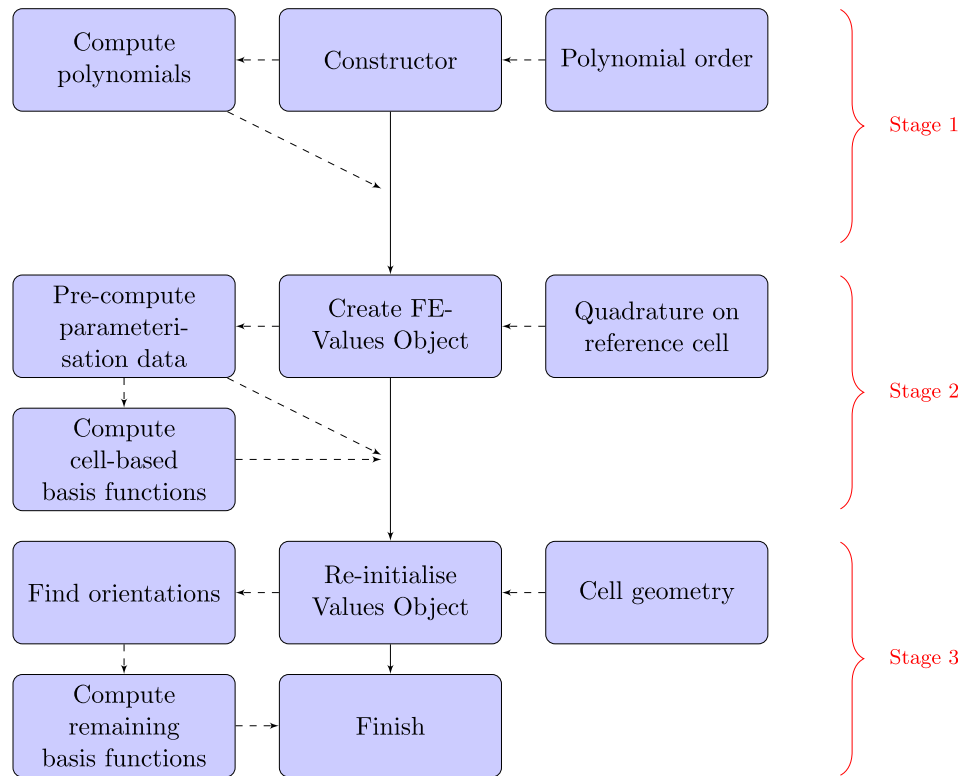 Compute
polynomials
Constructor
Polynomial order
Stage 1
Pre-compute
parameteri-
sation data
Create FE-
Values Object
Quadrature on
reference cell
Stage 2
Compute
cell-based
basis functions
Find orientations
Re-initialise
Values Object
Cell geometry
Stage 3
Compute
remaining
basis functions
Finish